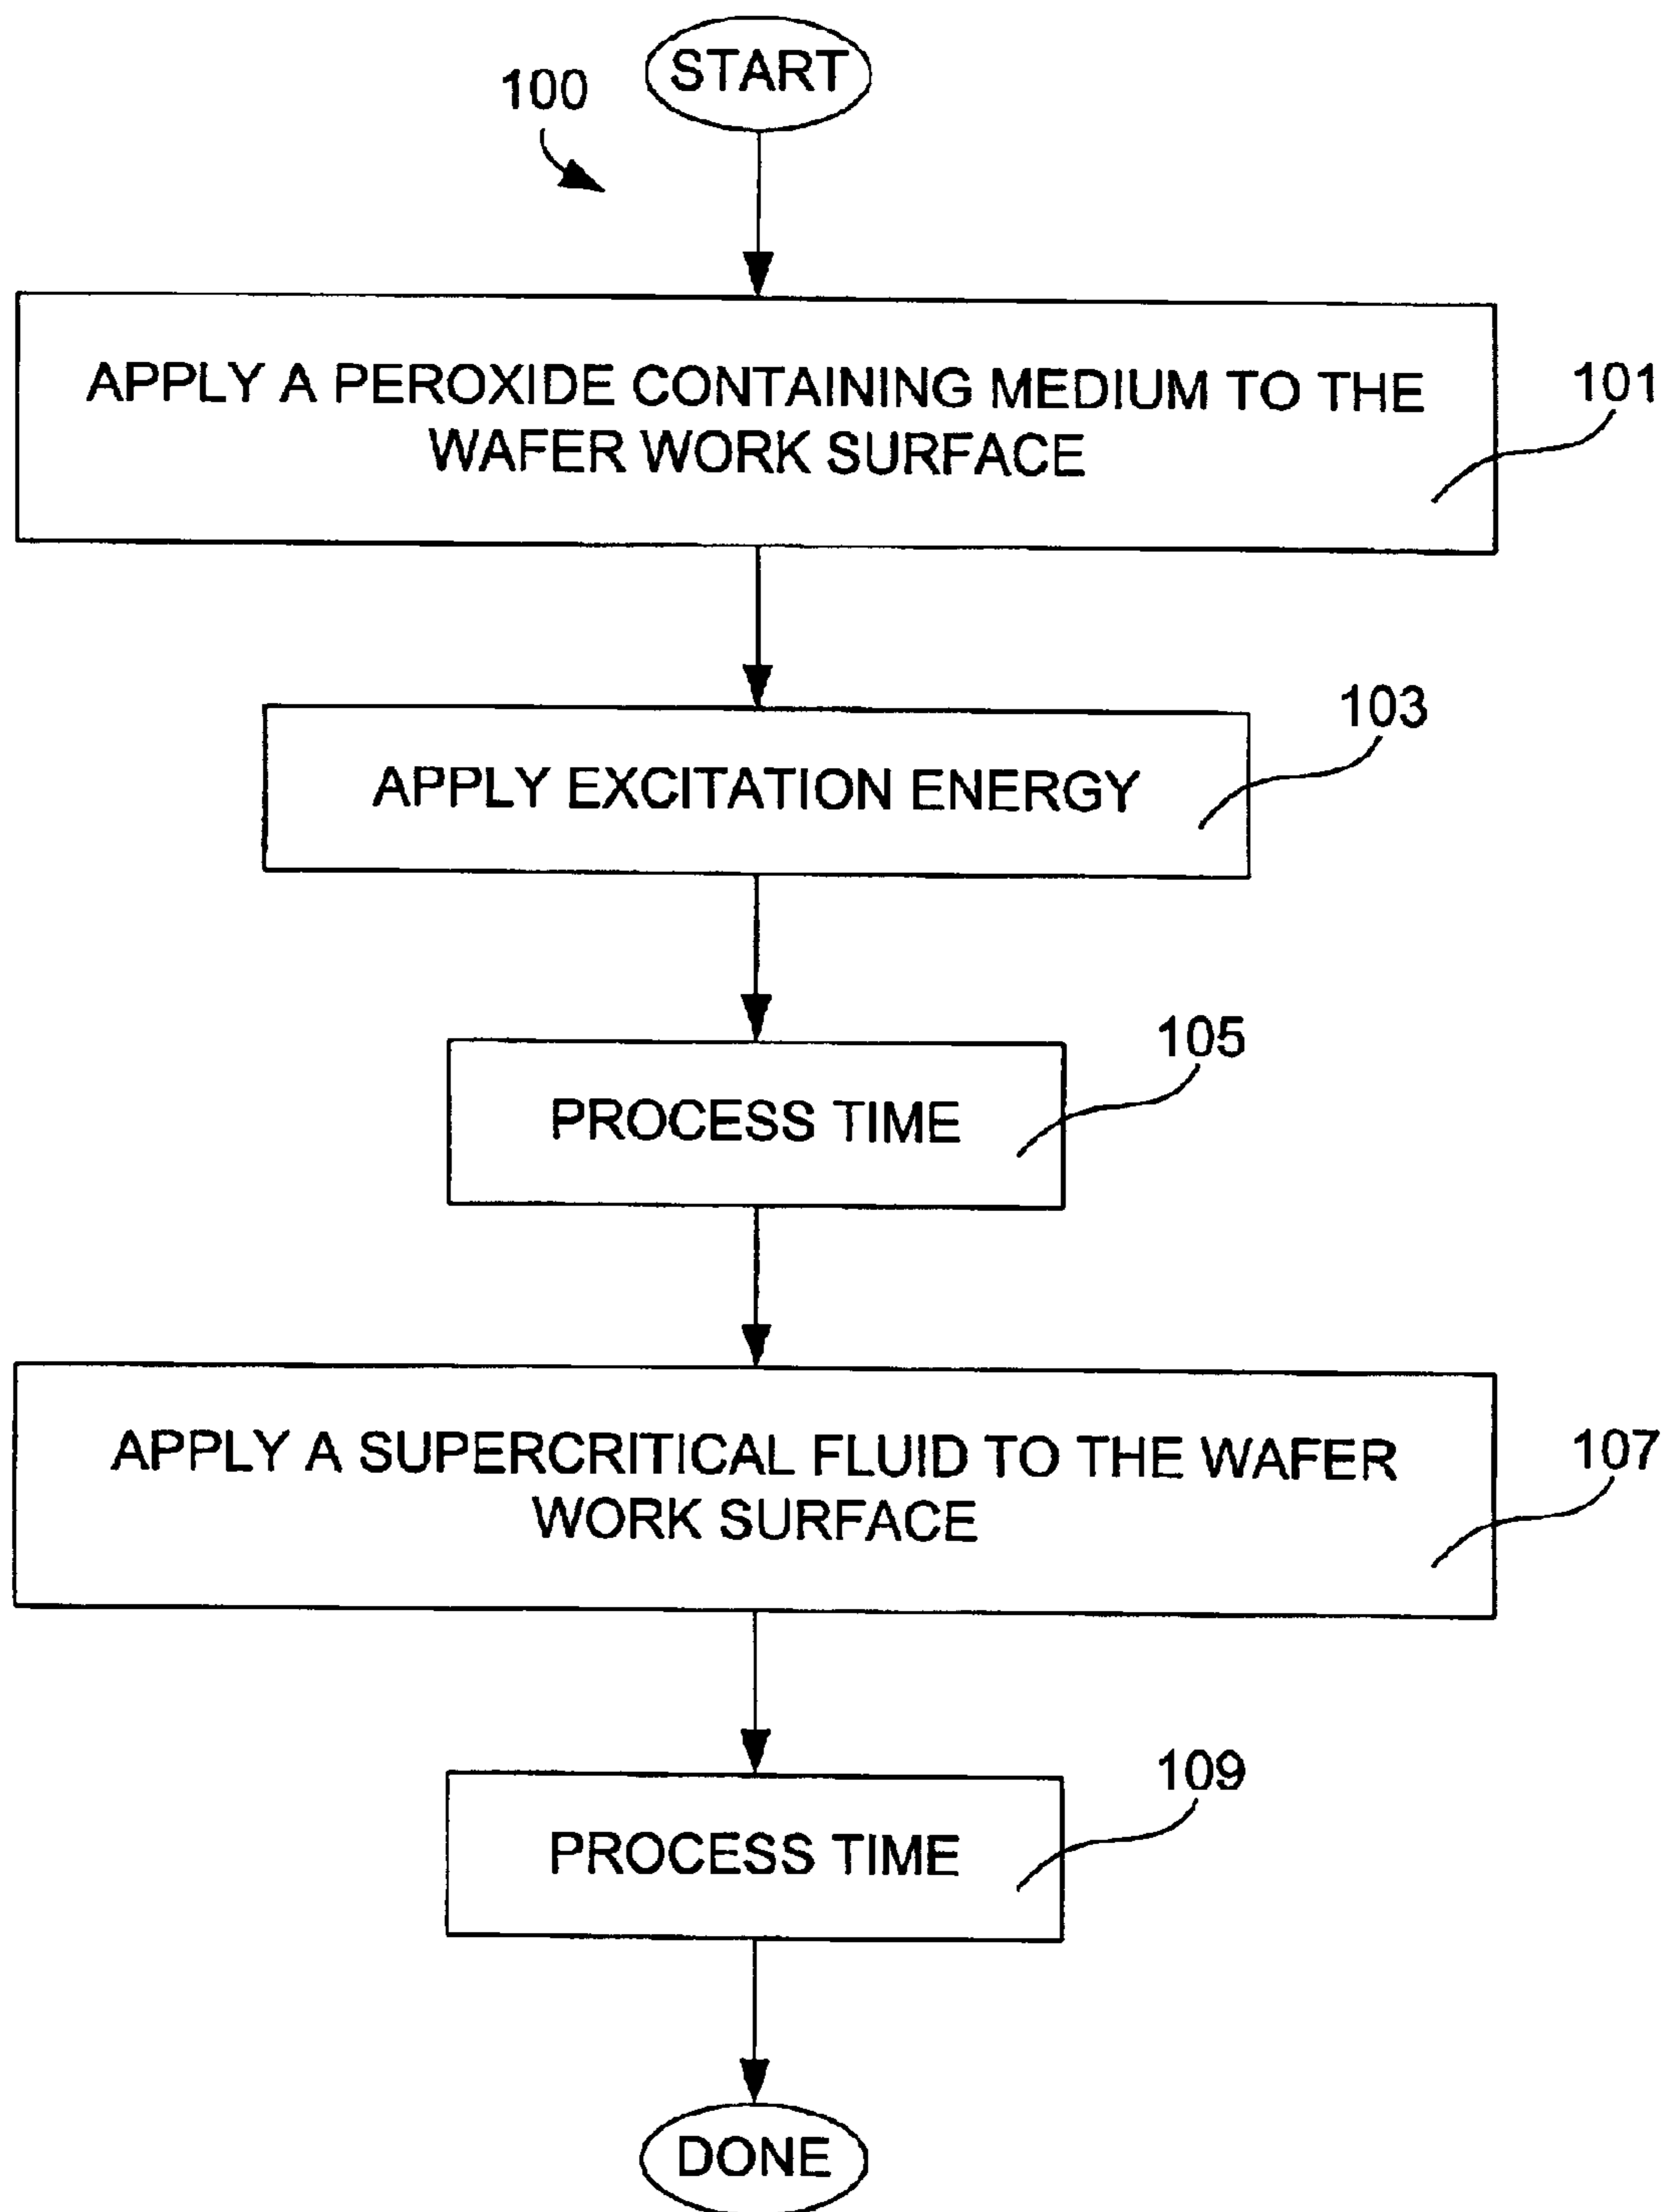 START
100
APPLY A PEROXIDE CONTAINING MEDIUM TO THE
WAFER WORK SURFACE
101
APPLY EXCITATION ENERGY
103
PROCESS TIME
105
APPLY A SUPERCRITICAL FLUID TO THE WAFER
WORK SURFACE
107
PROCESS TIME
109
DONE